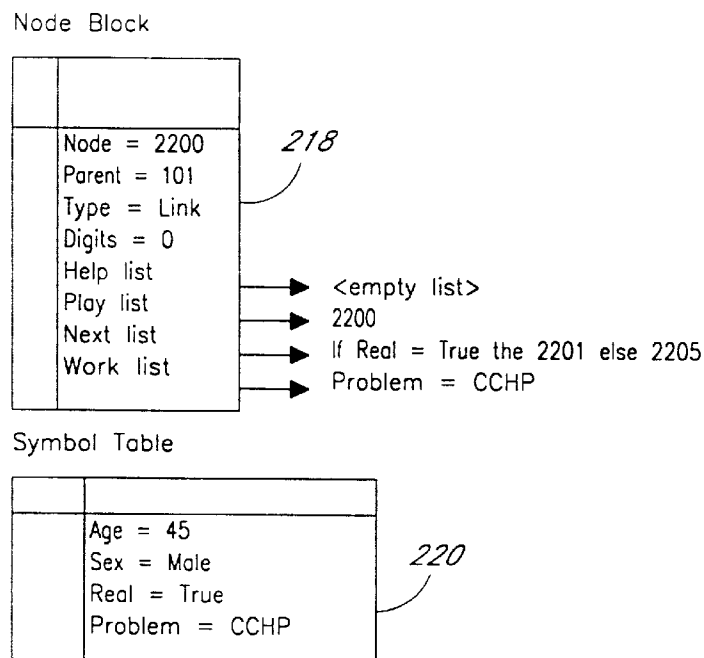 Node Block
Node = 2200
218
Parent = 101
Type = Link
Digits = 0
Help list
<empty list>
Play list
2200
Next list
If Real = True the 2201 else 2205
Work list
Problem = CCHP
Symbol Table
Age = 45
Sex = Male
220
Real = True
Problem = CCHP